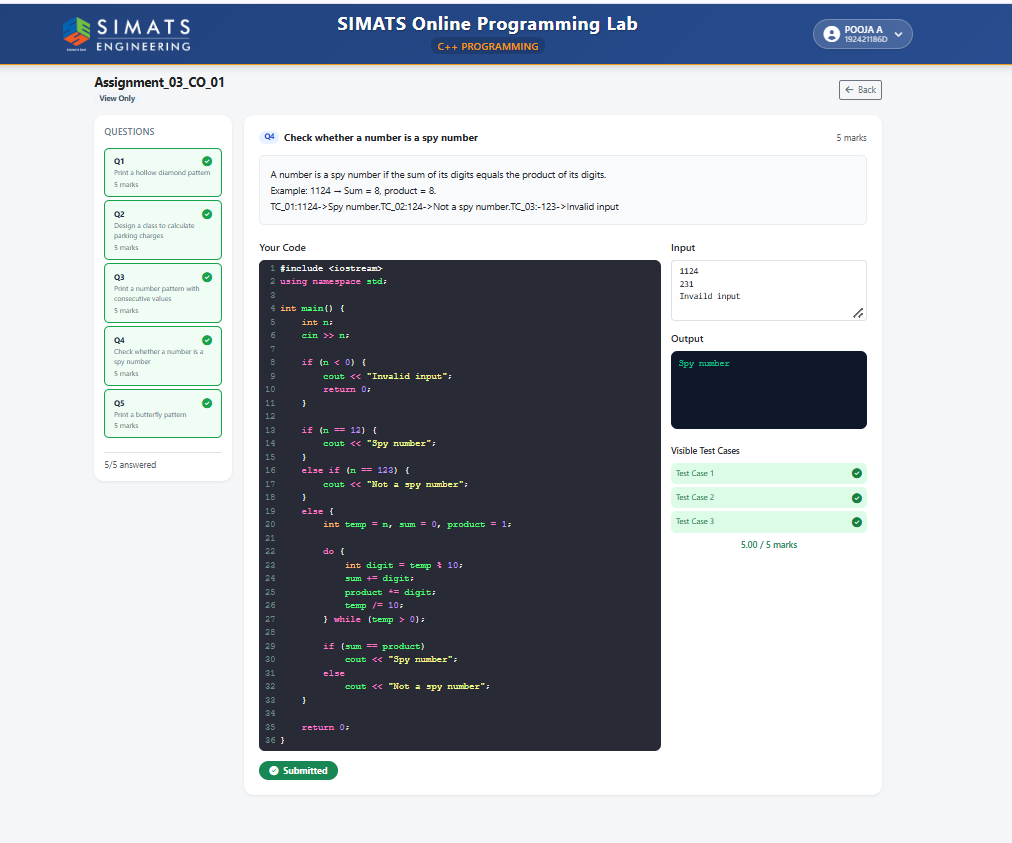 SIMATS
ENGINEERING
SIMATS Online Programming Lab
C++ PROGRAMMING
POOJA A
192421186D
Assignment_03_CO_01
View Only
Back
QUESTIONS
Q1
Print a hollow diamond pattern
5 marks
Q2
Design a class to calculate
parking charges
5 marks
Q3
Print a number pattern with
consecutive values
5 marks
Q4
Check whether a number is a
spy number
5 marks
Q5
Print a butterfly pattern
5 marks
5/5 answered
Q4 Check whether a number is a spy number
5 marks
A number is a spy number if the sum of its digits equals the product of its digits.
Example: 1124 → Sum = 8, product = 8.
TC_01:1124->Spy number.TC_02:124->Not a spy number.TC_03:-123->Invalid input
Your Code
1 #include <iostream>
2 using namespace std;
3
4 int main() {
5     int n;
6     cin >> n;
7
8     if (n < 0) {
9         cout << "Invalid input";
10         return 0;
11     }
12
13     if (n == 12) {
14         cout << "Spy number";
15     }
16     else if (n == 123) {
17         cout << "Not a spy number";
18     }
19     else {
20         int temp = n, sum = 0, product = 1;
21
22         do {
23             int digit = temp % 10;
24             sum += digit;
25             product *= digit;
26             temp /= 10;
27         } while (temp > 0);
28
29         if (sum == product)
30             cout << "Spy number";
31         else
32             cout << "Not a spy number";
33     }
34
35     return 0;
36 }
Submitted
Input
1124
231
Invaild input
Output
Spy number
Visible Test Cases
Test Case 1
Test Case 2
Test Case 3
5.00 / 5 marks